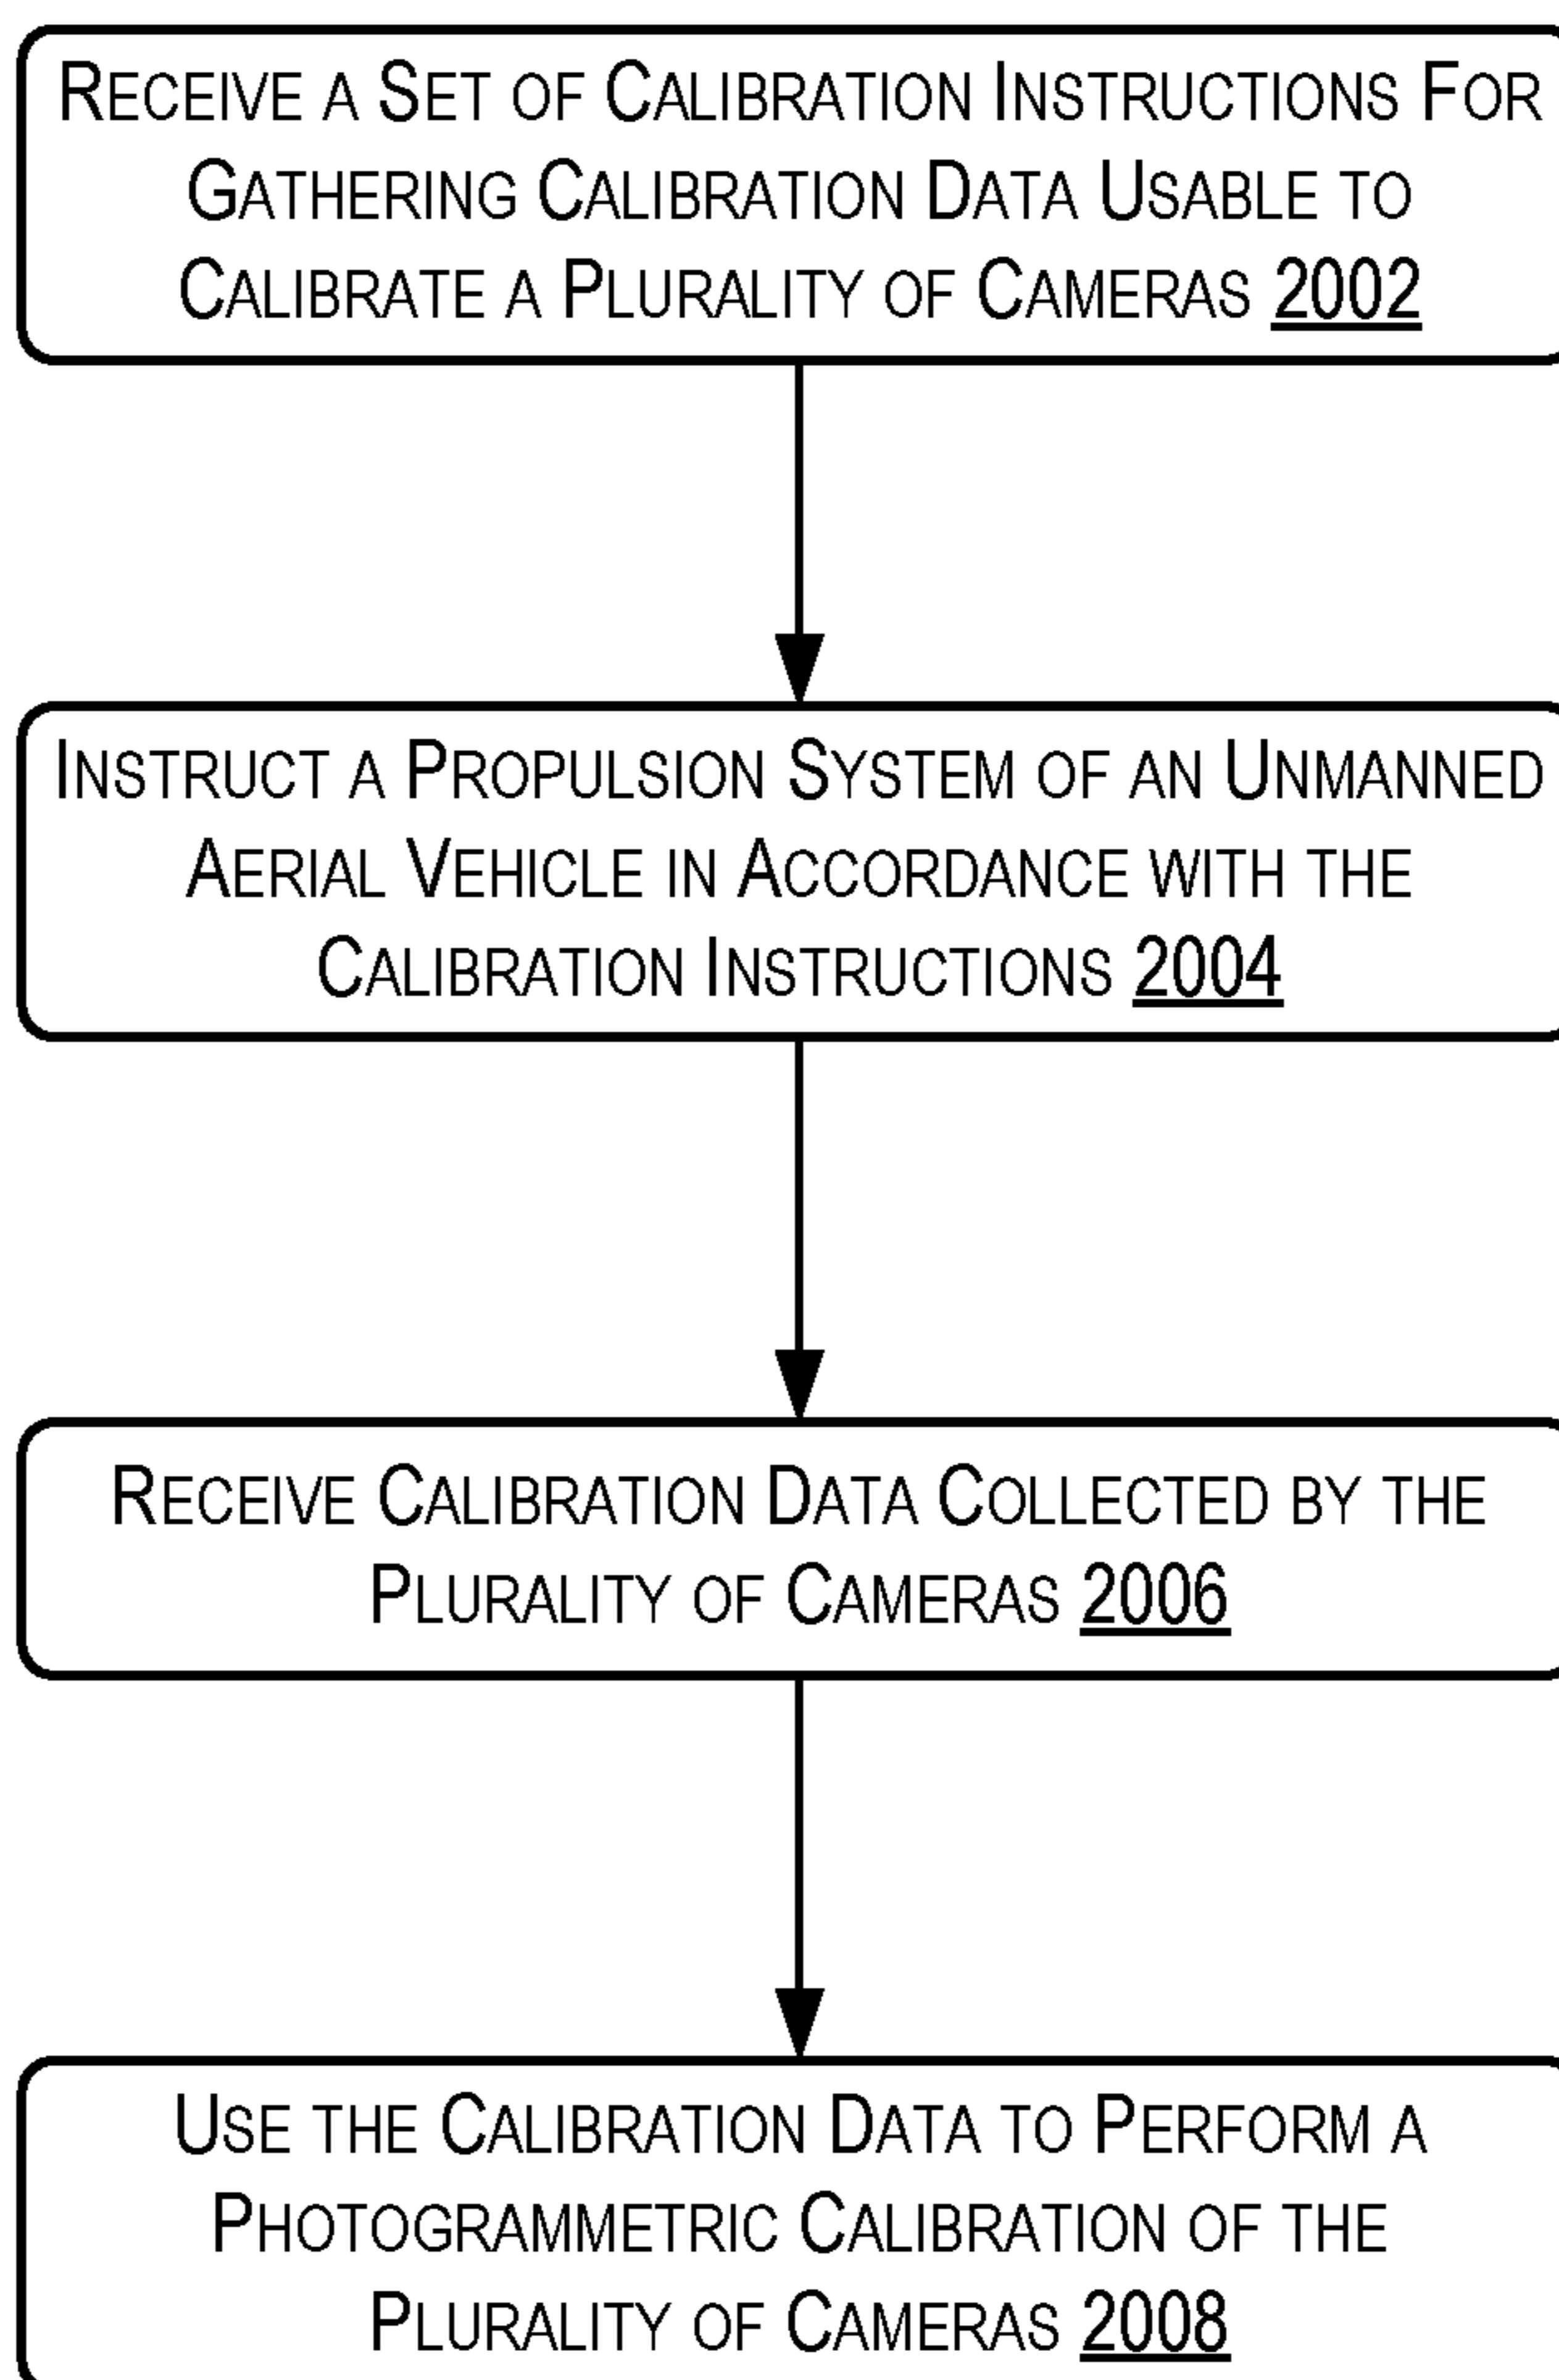 RECEIVE A SET OF CALIBRATION INSTRUCTIONS FOR
GATHERING CALIBRATION DATA USABLE TO
CALIBRATE A PLURALITY OF CAMERAS 2002
INSTRUCT A PROPULSION SYSTEM OF AN UNMANNED
AERIAL VEHICLE IN ACCORDANCE WITH THE
CALIBRATION INSTRUCTIONS 2004
RECEIVE CALIBRATION DATA COLLECTED BY THE
PLURALITY OF CAMERAS 2006
USE THE CALIBRATION DATA TO PERFORM A
PHOTOGRAMMETRIC CALIBRATION OF THE
PLURALITY OF CAMERAS 2008